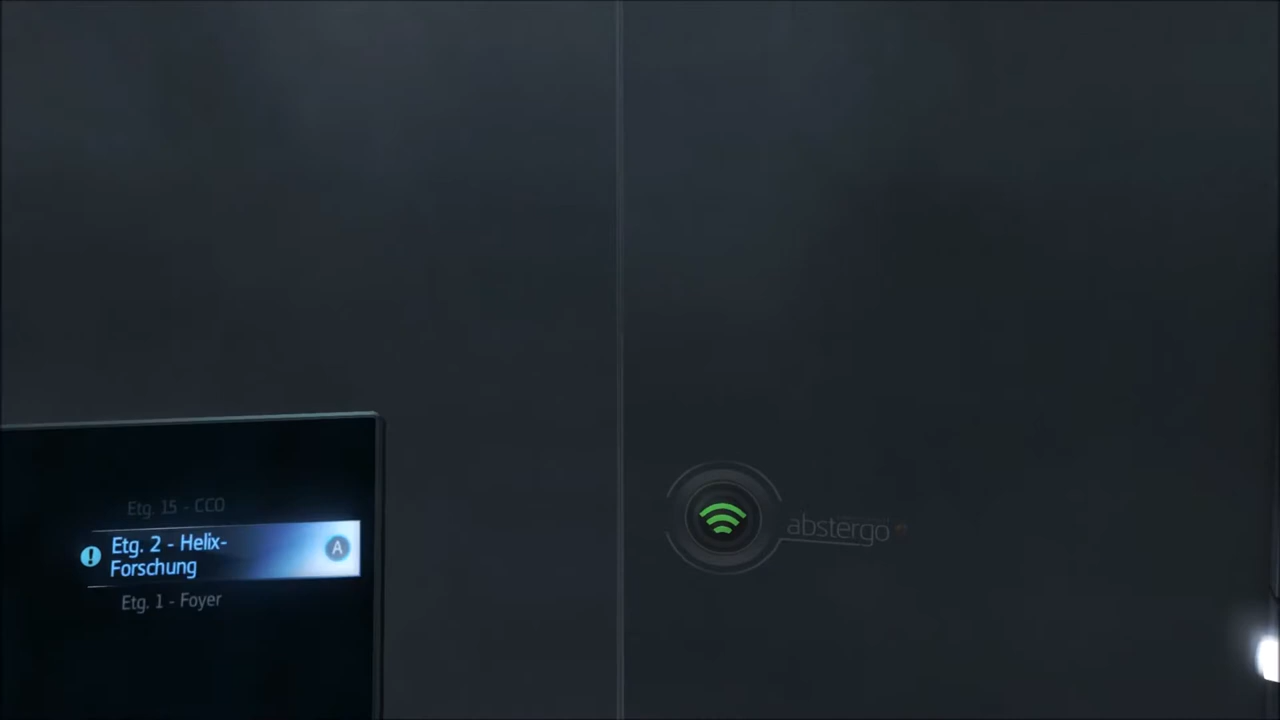 Etg. 15 - CCO
Etg. 2 - Helix-
Forschung
A
Etg. 1 - Foyer
abstergo